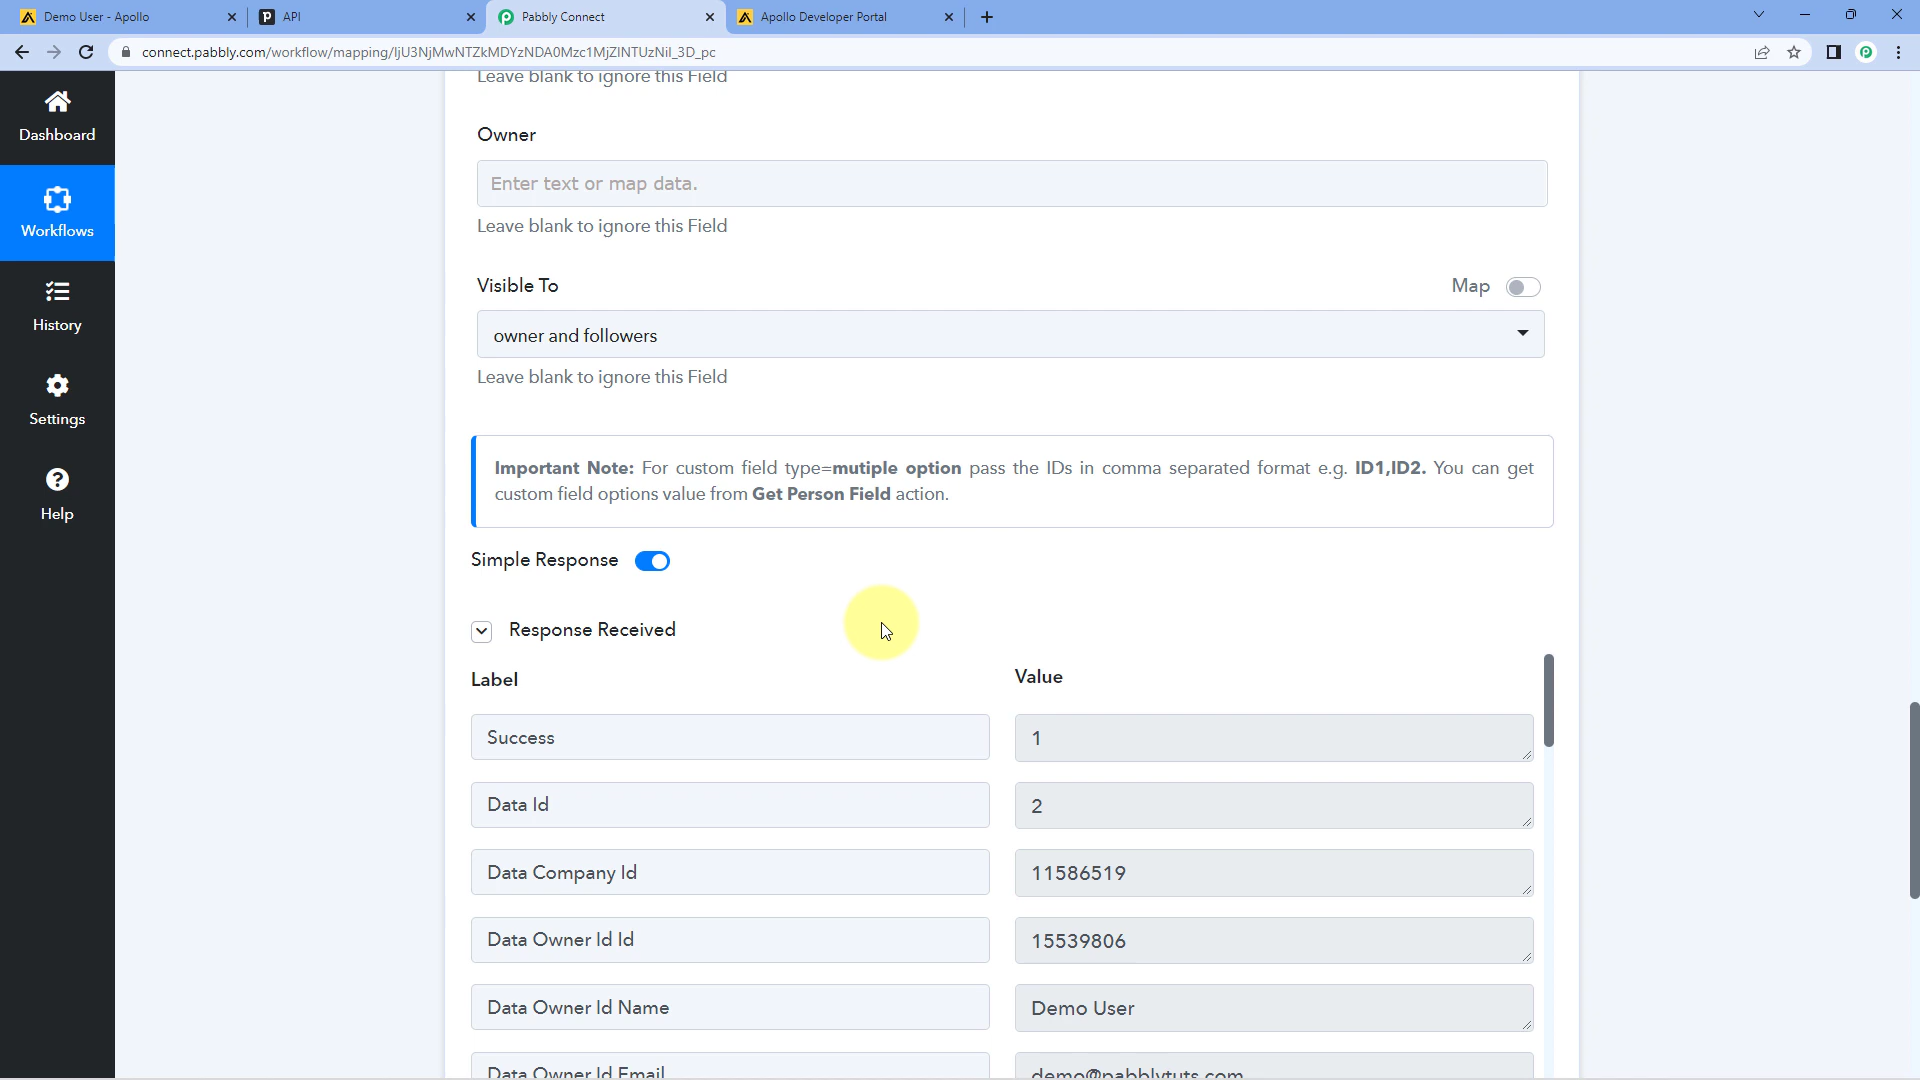 Demo User - Apollo
API
Pabbly Connect
Apollo Developer Portal
connect.pabbly.com/workflow/mapping/IjU3NjMwNTZkMDYzNDA0Mzc1MjZlNTUzNiI_3D_pc
Leave blank to ignore this Field
Dashboard
Workflows
History
Settings
Help
Owner
Enter text or map data.
Leave blank to ignore this Field
Visible To
Map
owner and followers
Leave blank to ignore this Field
Important Note: For custom field type=mutiple option pass the IDs in comma separated format e.g. ID1,ID2. You can get
custom field options value from Get Person Field action.
Simple Response
Response Received
Label
Value
Success
1
Data Id
2
Data Company Id
11586519
Data Owner Id Id
15539806
Data Owner Id Name
Demo User
Data Owner Id Email
demo@pabblytuts.com